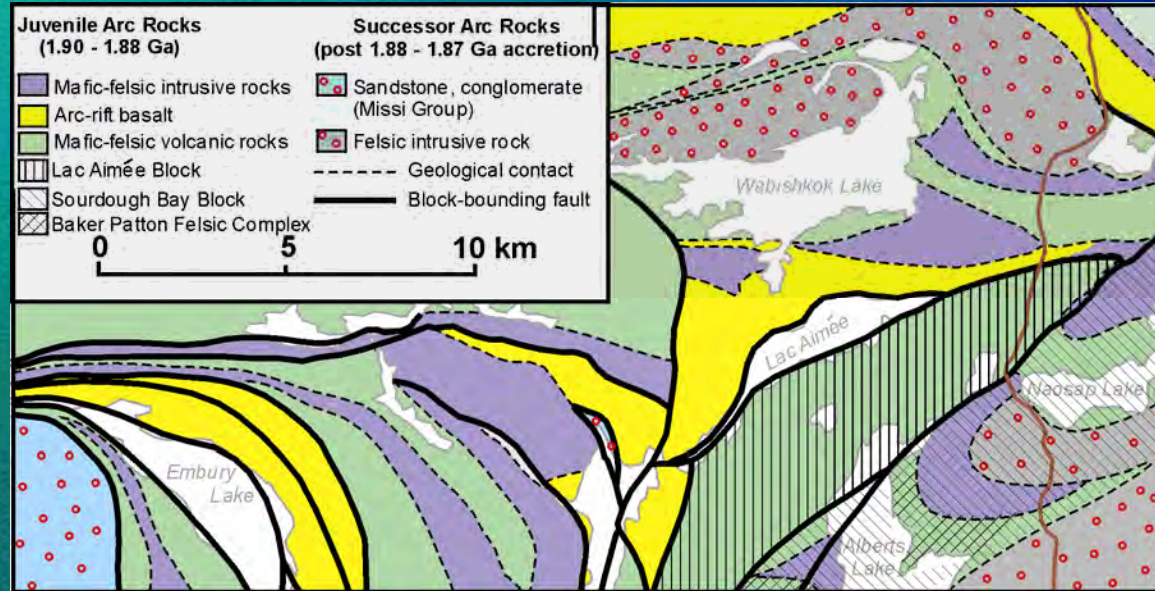 Juvenile Arc Rocks
(1.90 - 1.88 Ga)
Mafic-felsic intrusive rocks
Arc-rift basalt
Mafic-felsic volcanic rocks
Lac Aimée Block
Sourdough Bay Block
Baker Patton Felsic Complex
Successor Arc Rocks
(post 1.88 - 1.87 Ga accretion)
Sandstone, conglomerate
(Missi Group)
Felsic intrusive rock
Geological contact
Block-bounding fault
0 5 10 km
Wabishkok Lake
Lac Aimée
Naosap Lake
Embury
Lake
Alberts
Lake